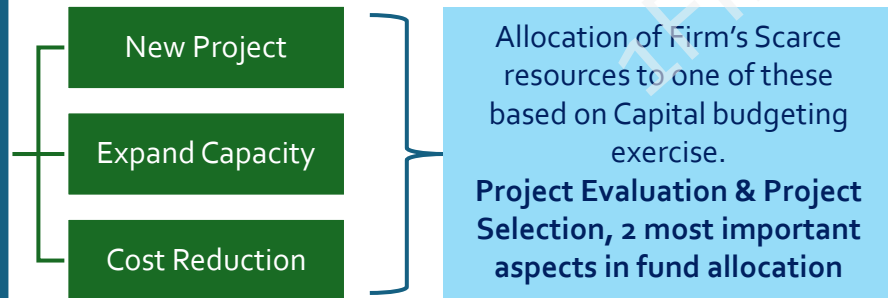 New Project
Expand Capacity
Cost Reduction
Allocation of Firm's Scarce
resources to one of these
based on Capital budgeting
exercise.
Project Evaluation & Project
Selection, 2 most important
aspects in fund allocation